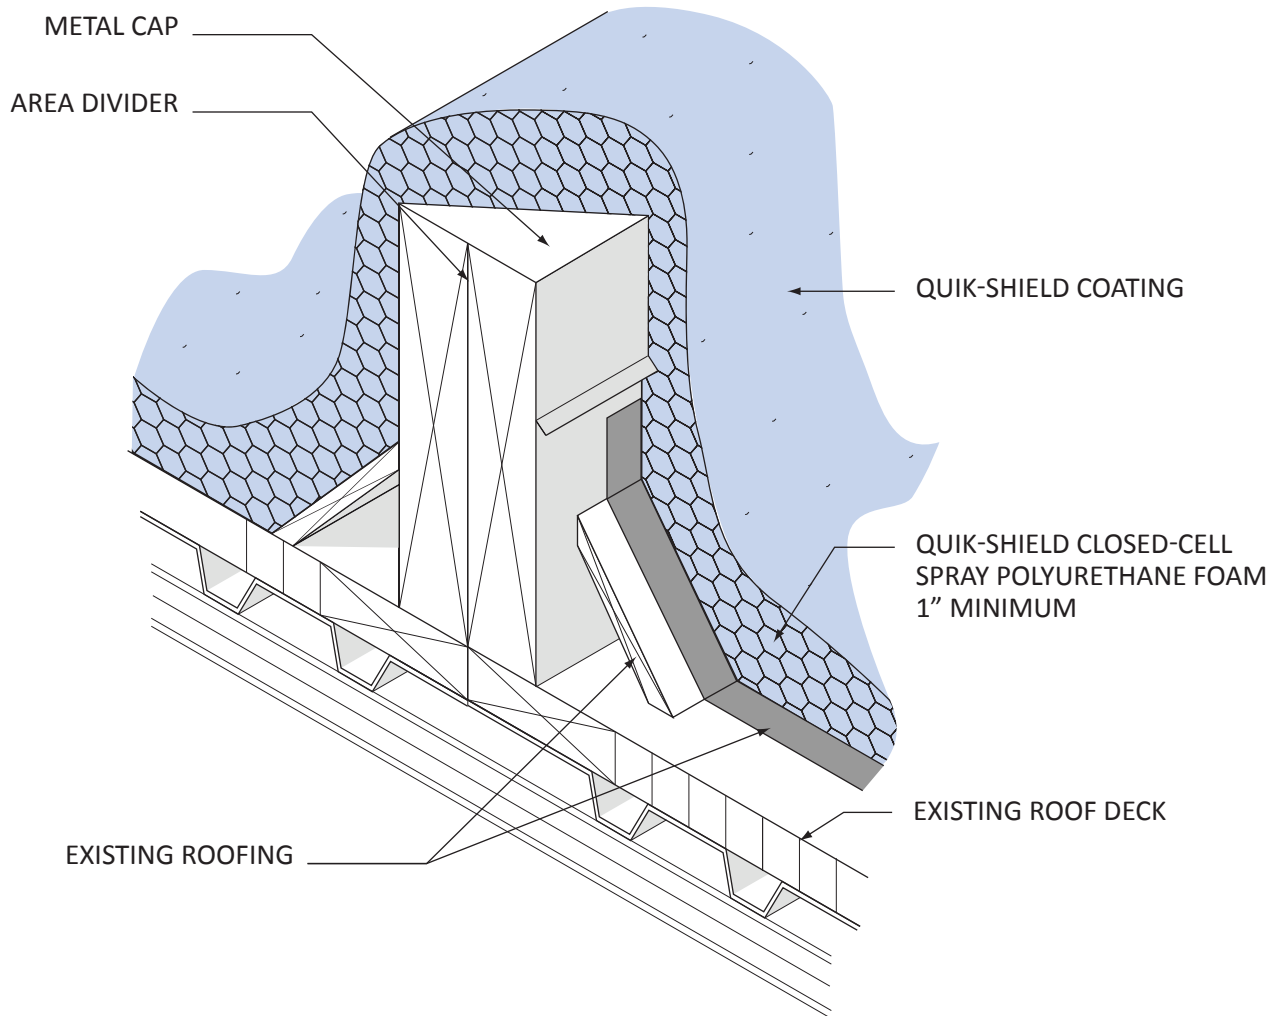 METAL CAP
AREA DIVIDER
QUIK-SHIELD COATING
QUIK-SHIELD CLOSED-CELL
SPRAY POLYURETHANE FOAM
1” MINIMUM
EXISTING ROOF DECK
EXISTING ROOFING